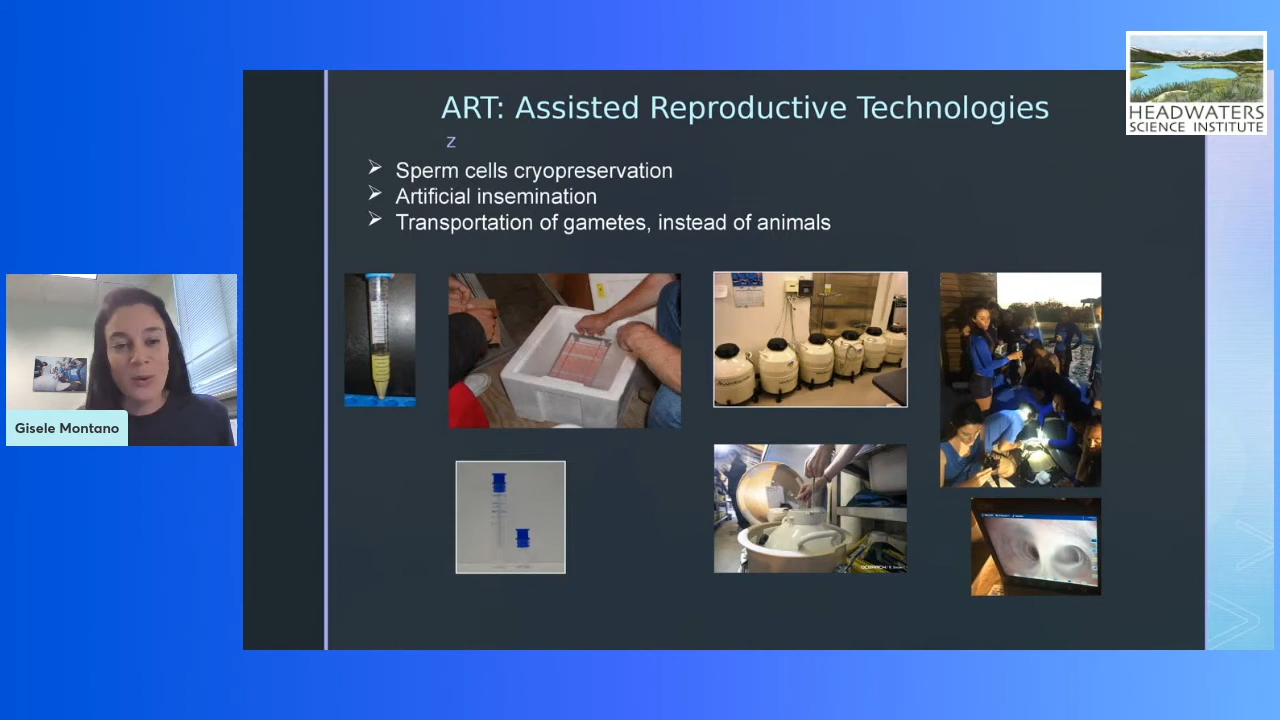 ART: Assisted Reproductive Technologies
z
➢ Sperm cells cryopreservation
➢ Artificial insemination
➢ Transportation of gametes, instead of animals
Gisele Montano
HEADWATERS
SCIENCE INSTITUTE